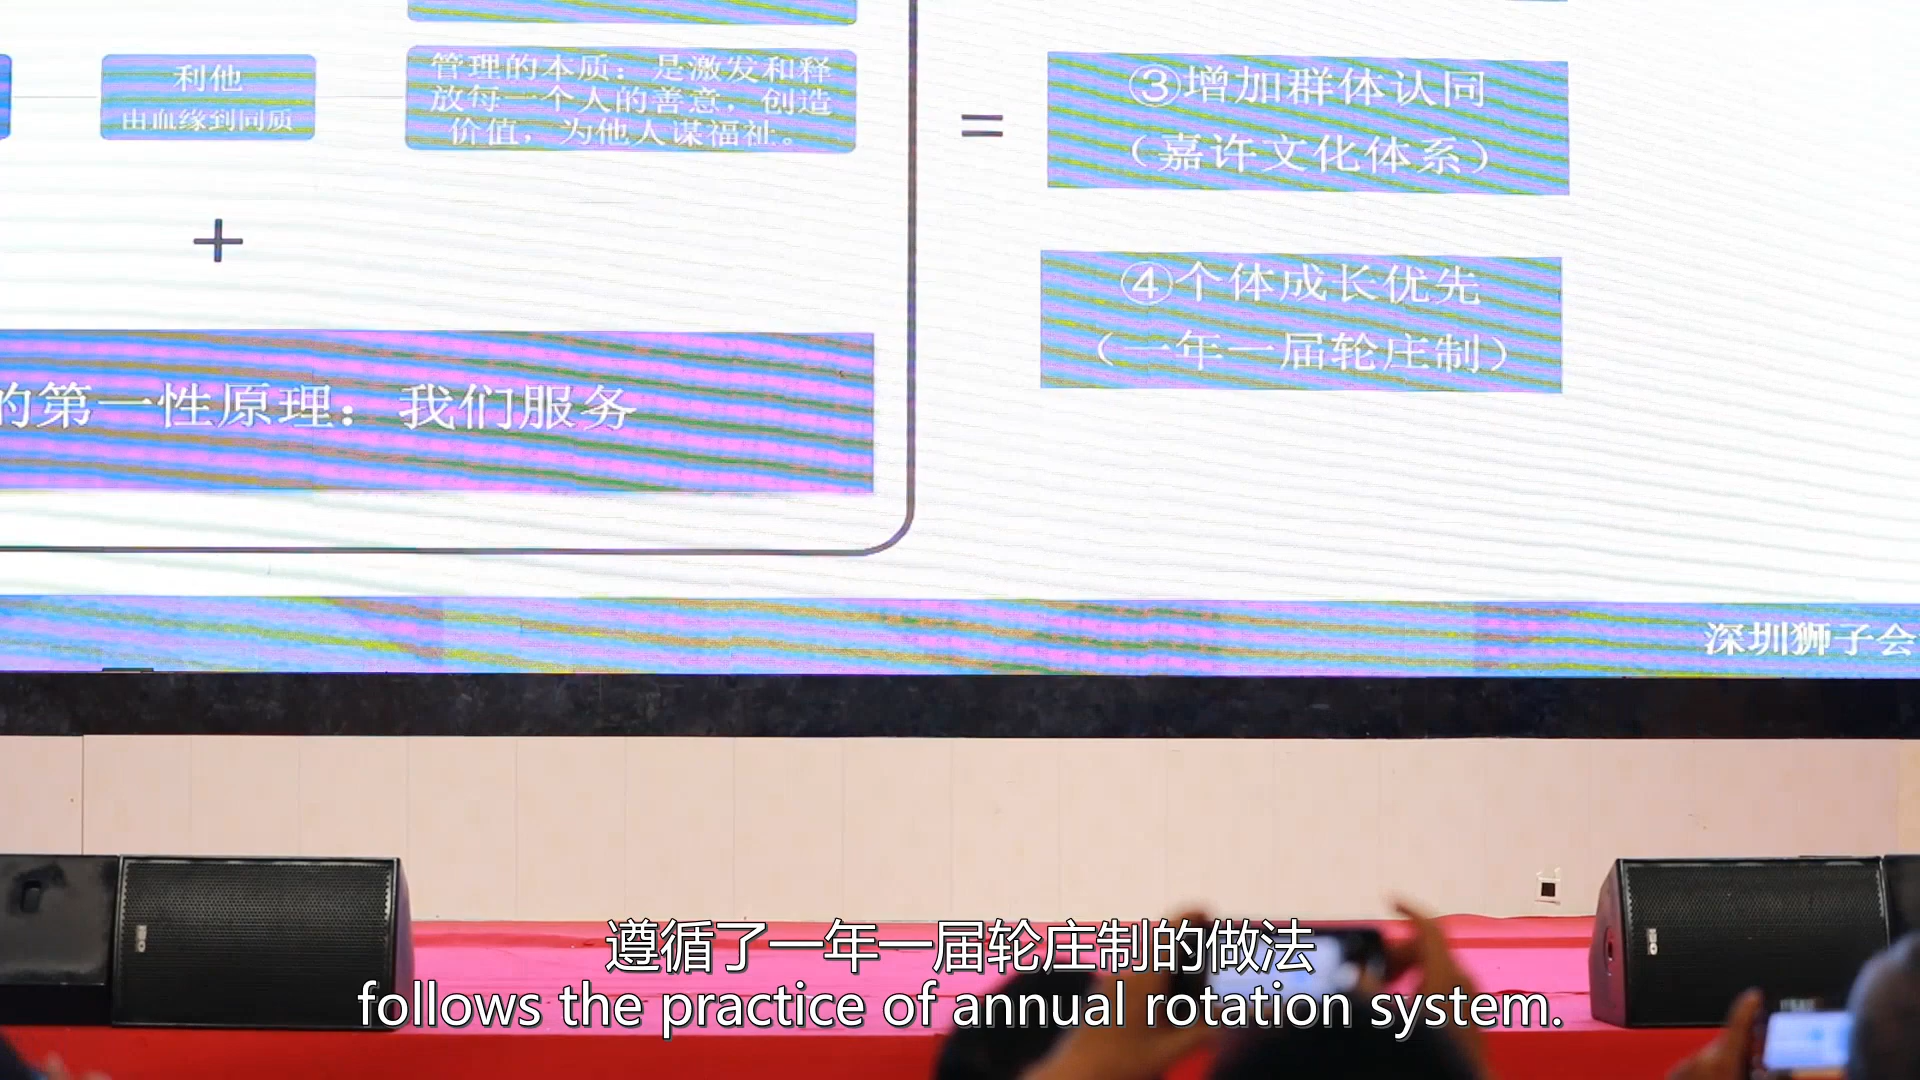 利他
由血缘到同质
管理的本质：是激发和释
放每一个人的善意，创造
价值，为他人谋福祉。
+
=
③增加群体认同
（嘉许文化体系）
④个体成长优先
（一年一届轮庄制）
的第一性原理：我们服务
深圳狮子会
遵循了一年一届轮庄制的做法
follows the practice of annual rotation system.